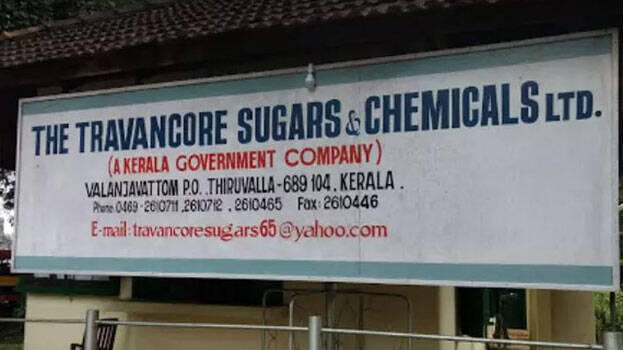 THE TRAVANCORE SUGARS & CHEMICALS LTD.
(A KERALA GOVERNMENT COMPANY)
VALANJAVATTOM P.O. THIRUVALLA - 689 104, KERALA.
Phone: 0469 - 2610711, 2610712, 2610465 Fax: 2610446
E-mail: travancoresugars65@yahoo.com